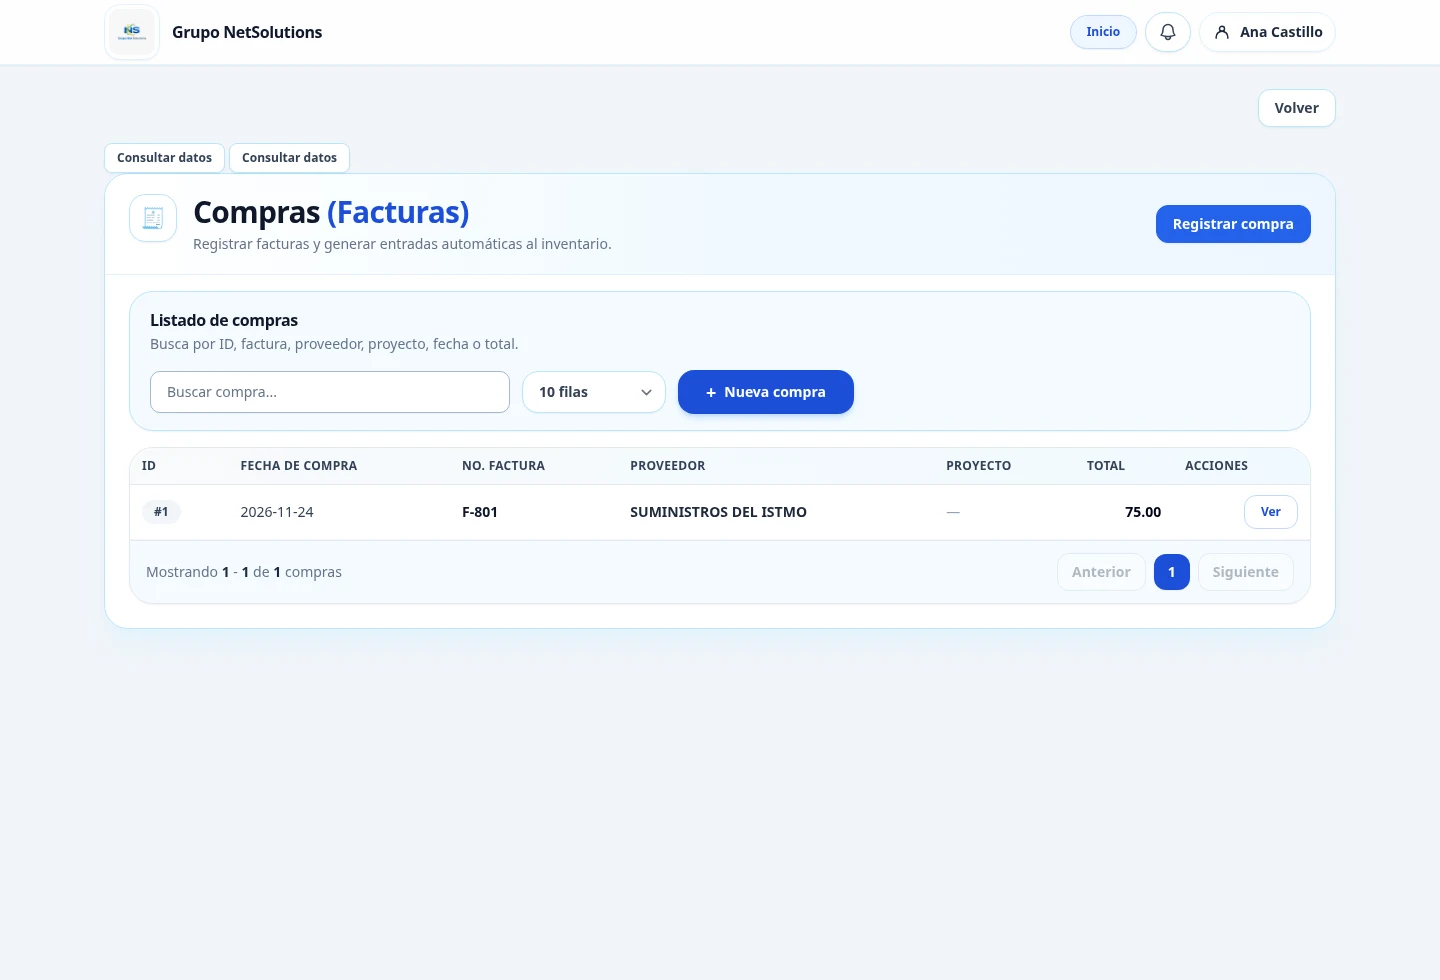 NS
Grupo NetSolutions
Inicio
Ana Castillo
Volver
Consultar datos
Consultar datos
Compras (Facturas)
Registrar facturas y generar entradas automáticas al inventario.
Registrar compra
Listado de compras
Busca por ID, factura, proveedor, proyecto, fecha o total.
Buscar compra...
10 filas
+ Nueva compra
ID FECHA DE COMPRA NO. FACTURA PROVEEDOR PROYECTO TOTAL ACCIONES
#1 2026-11-24 F-801 SUMINISTROS DEL ISTMO — 75.00 Ver
Mostrando 1 - 1 de 1 compras
Anterior 1 Siguiente